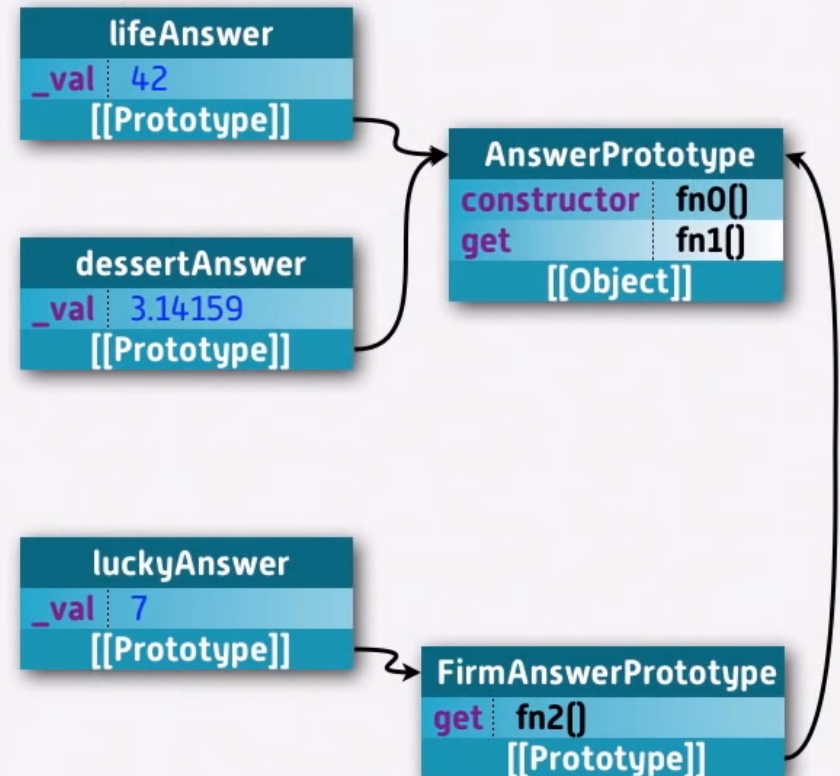 lifeAnswer
_val 42
[[Prototype]]
AnswerPrototype
constructor fn0()
get fn1()
[[Object]]
dessertAnswer
_val 3.14159
[[Prototype]]
luckyAnswer
_val 7
[[Prototype]]
FirmAnswerPrototype
get fn2()
[[Prototype]]